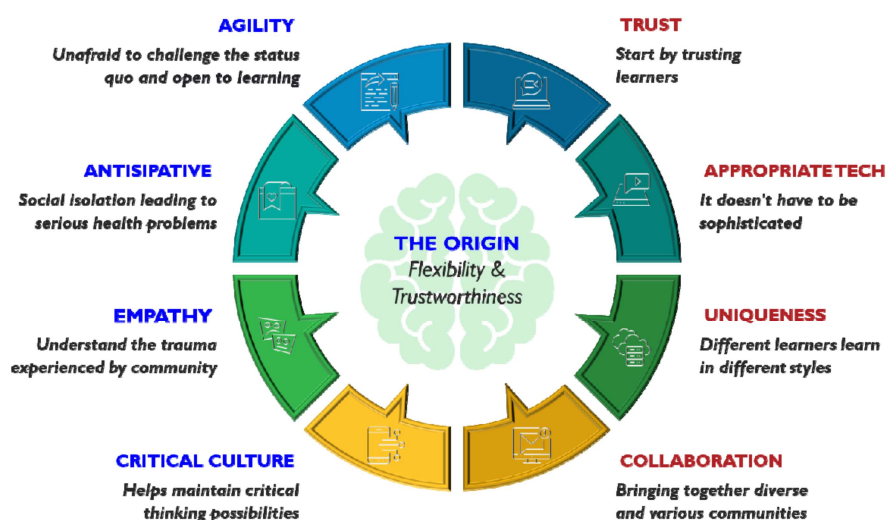 AGILITY
Unafraid to challenge the status
quo and open to learning
TRUST
Start by trusting
learners
ANTISIPATIVE
Social isolation leading to
serious health problems
APPROPRIATE TECH
It doesn't have to be
sophisticated
THE ORIGIN
Flexibility &
Trustworthiness
EMPATHY
Understand the trauma
experienced by community
UNIQUENESS
Different learners learn
in different styles
CRITICAL CULTURE
Helps maintain critical
thinking possibilities
COLLABORATION
Bringing together diverse
and various communities